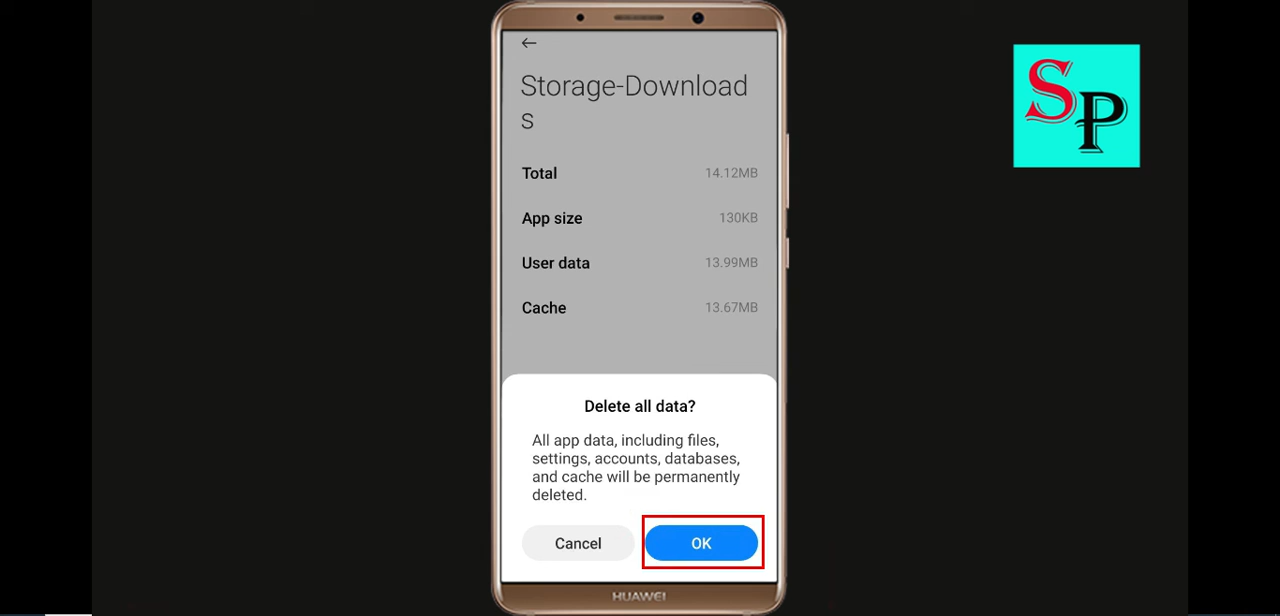 Storage-Download
s
Total 14.12MB
App size 130KB
User data 13.99MB
Cache 13.67MB
Delete all data?
All app data, including files,
settings, accounts, databases,
and cache will be permanently
deleted.
Cancel OK
HUAWEI
SP